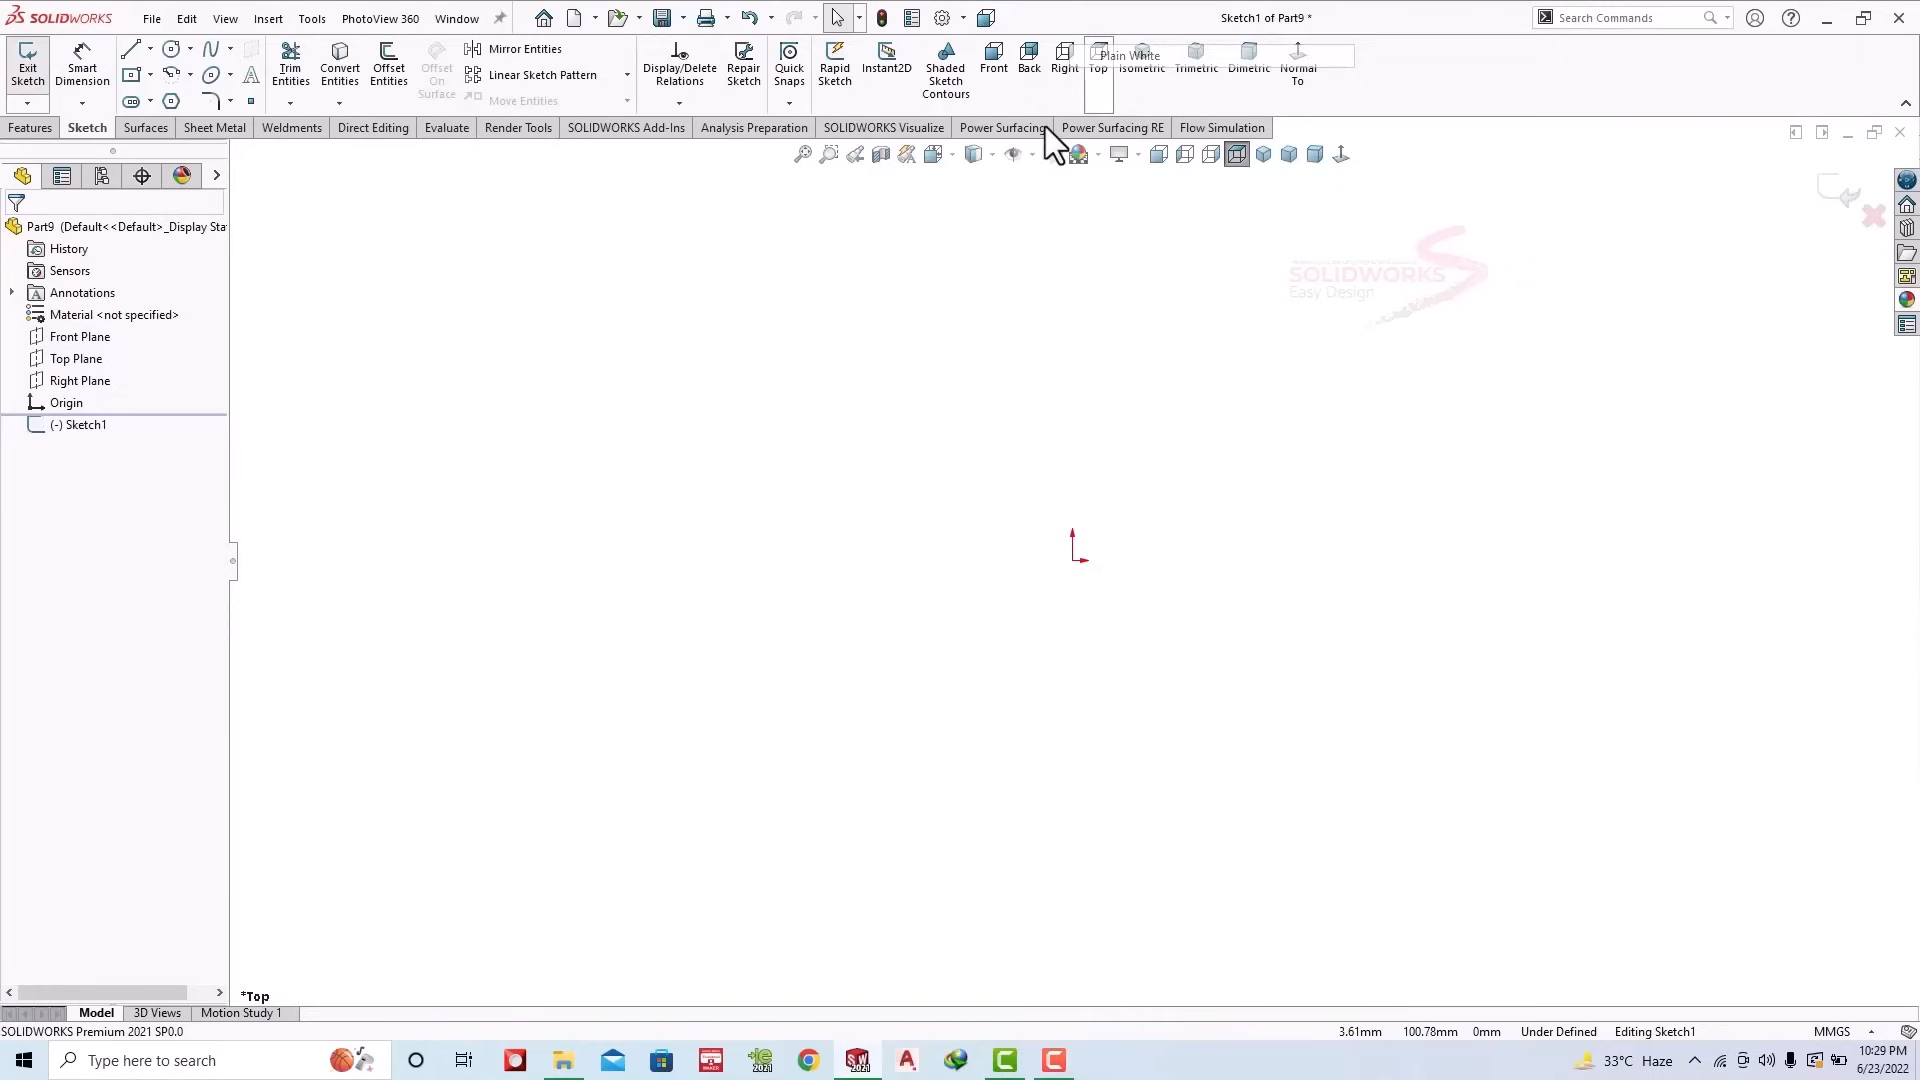 SOLIDWORKS File Edit View Insert Tools PhotoView 360 Window Sketch1 of Part9 * Search Commands
Exit Sketch
Smart Dimension
Trim Entities
Convert Entities
Offset Entities
Offset On Surface
Mirror Entities
Linear Sketch Pattern
Move Entities
Display/Delete Relations
Repair Sketch
Quick Snaps
Rapid Sketch
Instant2D
Shaded Sketch Contours
Front
Back
Right
Top
Isometric
Trimetric
Dimetric
Normal To
Plain White
Features Sketch Surfaces Sheet Metal Weldments Direct Editing Evaluate Render Tools SOLIDWORKS Add-Ins Analysis Preparation SOLIDWORKS Visualize Power Surfacing Power Surfacing RE Flow Simulation
Part9 (Default<<Default>_Display Sta
History
Sensors
Annotations
Material <not specified>
Front Plane
Top Plane
Right Plane
Origin
(-) Sketch1
SOLIDWORKS
Easy Design
*Top
Model 3D Views Motion Study 1
SOLIDWORKS Premium 2021 SP0.0 3.61mm 100.78mm 0mm Under Defined Editing Sketch1 MMGS
Type here to search 33°C Haze 10:29 PM
6/23/2022